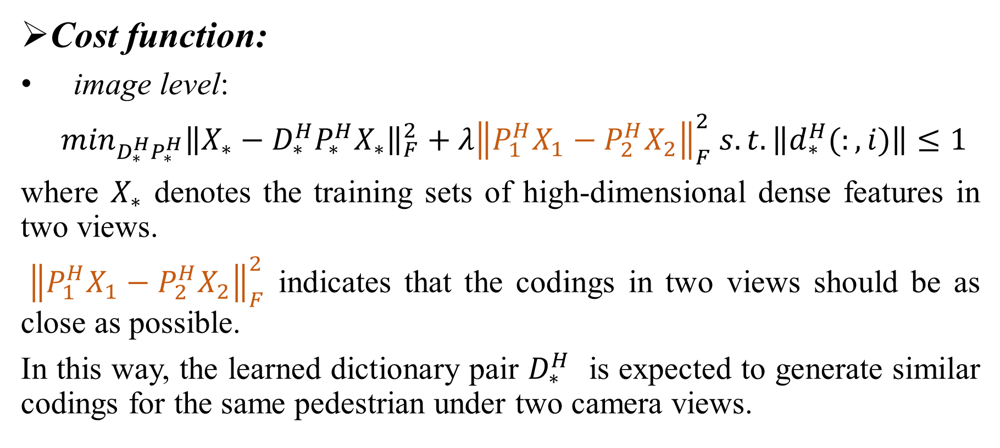 ➢Cost function:
• image level:
$min_{D_*^H P_*^H} \|X_* - D_*^H P_*^H X_*\|_F^2 + \lambda \|P_1^H X_1 - P_2^H X_2\|_F^2 \; s.t. \|d_*^H(:,i)\| \leq 1$
where $X_*$ denotes the training sets of high-dimensional dense features in
two views.
$\|P_1^H X_1 - P_2^H X_2\|_F^2$ indicates that the codings in two views should be as
close as possible.
In this way, the learned dictionary pair $D_*^H$ is expected to generate similar
codings for the same pedestrian under two camera views.